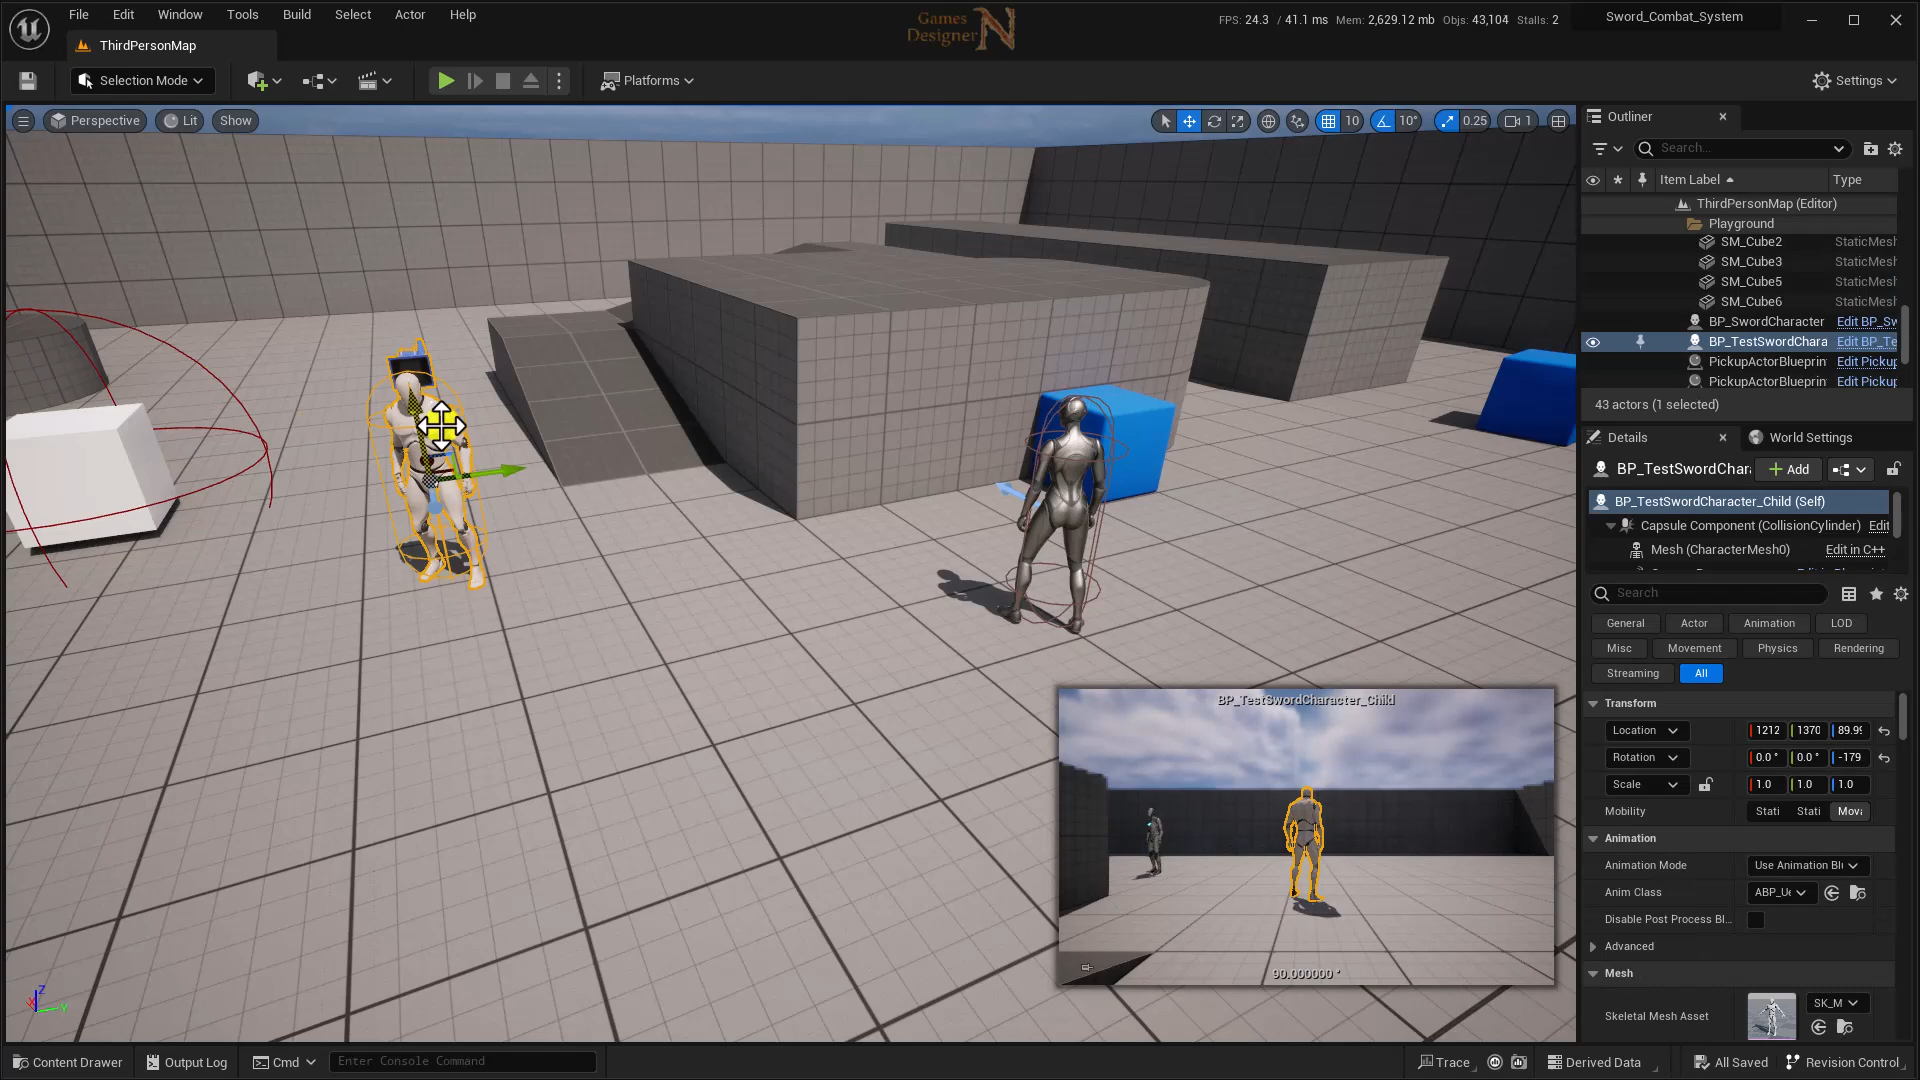 File Edit Window Tools Build Select Actor Help
Games Designer N
FPS: 24.3 / 41.1 ms Mem: 2,629.12 mb Objs: 43,104 Stalls: 2
Sword_Combat_System
ThirdPersonMap
Selection Mode
Platforms
Settings
Perspective Lit Show
10 10° 0.25 1
Outliner
Search...
Item Label Type
ThirdPersonMap (Editor)
Playground
SM_Cube2 StaticMesh
SM_Cube3 StaticMesh
SM_Cube5 StaticMesh
SM_Cube6 StaticMesh
BP_SwordCharacter Edit BP_Sw
BP_TestSwordChara Edit BP_Te
PickupActorBlueprin Edit Pickup
PickupActorBlueprin Edit Pickup
43 actors (1 selected)
Details World Settings
BP_TestSwordChar Add
BP_TestSwordCharacter_Child (Self)
Capsule Component (CollisionCylinder) Edit
Mesh (CharacterMesh0) Edit in C++
Search
General Actor Animation LOD
Misc Movement Physics Rendering
Streaming All
Transform
Location 1212 1370 89.99
Rotation 0.0 ° 0.0 ° -179
Scale 1.0 1.0 1.0
Mobility Stati Stati Mova
Animation
Animation Mode Use Animation Blu
Anim Class ABP_Ue
Disable Post Process Bl...
Advanced
Mesh
Skeletal Mesh Asset SK_M
BP_TestSwordCharacter_Child
90.000000 °
X Y Z
Content Drawer Output Log Cmd Enter Console Command
Trace Derived Data All Saved Revision Control